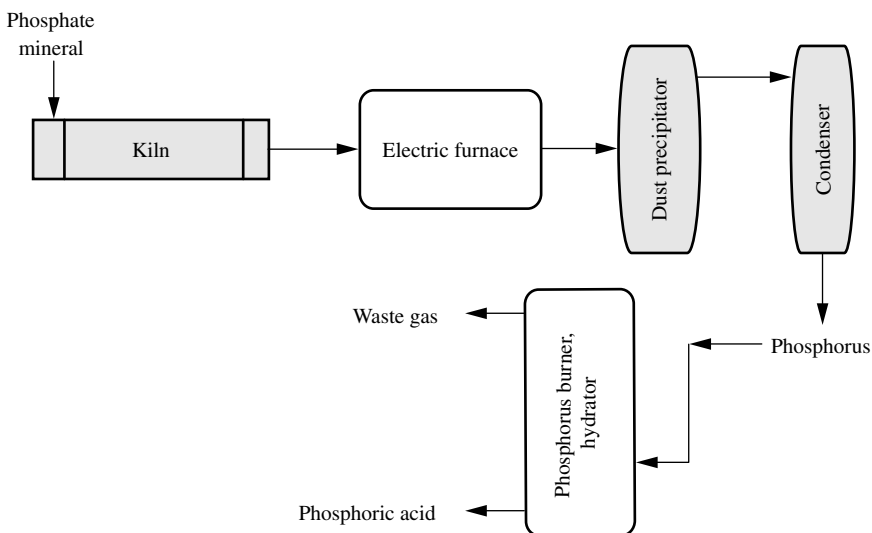 Phosphate
mineral
Kiln
Electric furnace
Dust precipitator
Condenser
Phosphorus
Waste gas
Phosphorus burner,
hydrator
Phosphoric acid